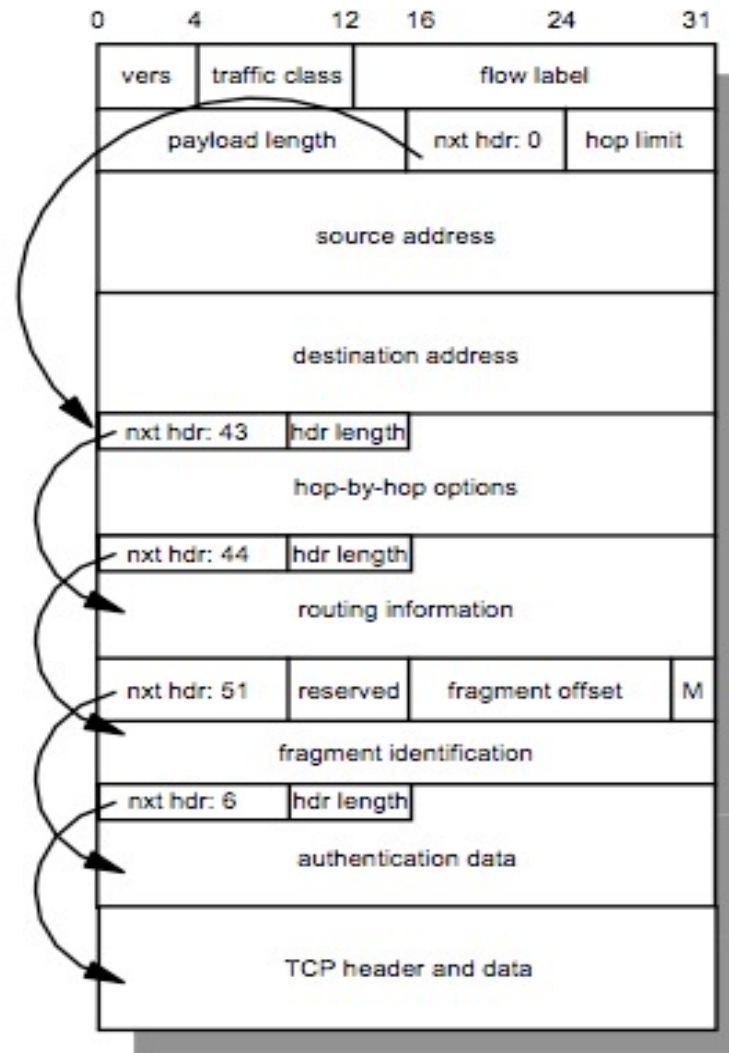 0 4 12 16 24 31
vers traffic class flow label
payload length nxt hdr: 0 hop limit
source address
destination address
nxt hdr: 43 hdr length
hop-by-hop options
nxt hdr: 44 hdr length
routing information
nxt hdr: 51 reserved fragment offset M
fragment identification
nxt hdr: 6 hdr length
authentication data
TCP header and data